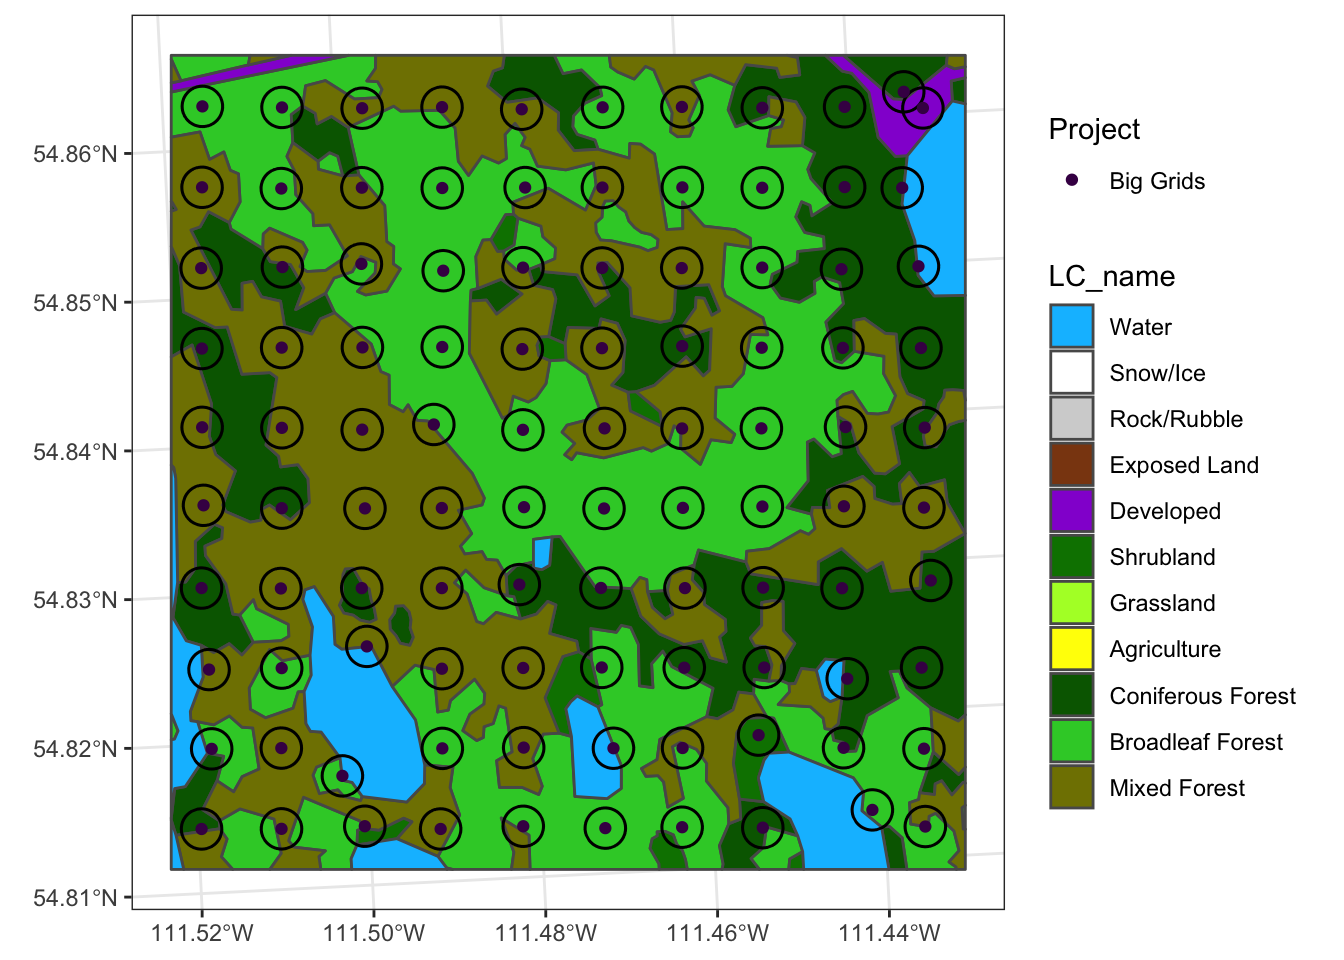 54.86°N
54.85°N
54.84°N
54.83°N
54.82°N
54.81°N
111.52°W
111.50°W
111.48°W
111.46°W
111.44°W
Project
Big Grids
LC_name
Water
Snow/Ice
Rock/Rubble
Exposed Land
Developed
Shrubland
Grassland
Agriculture
Coniferous Forest
Broadleaf Forest
Mixed Forest